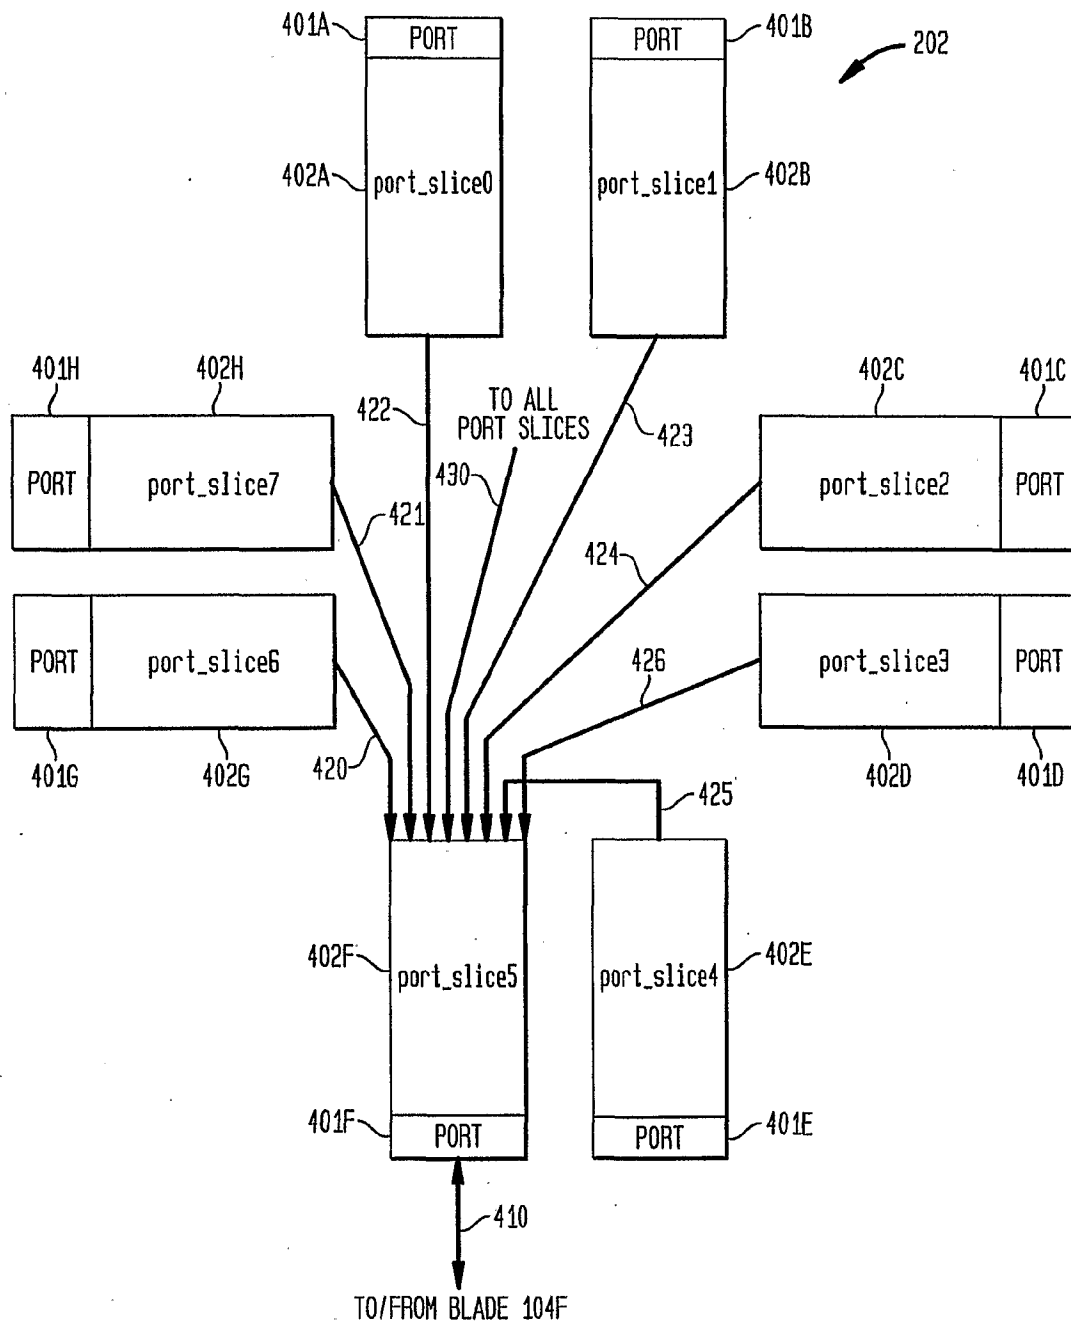 401A
PORT
PORT
401B
202
402A
port_slice0
port_slice1
402B
401H
402H
422
TO ALL
PORT SLICES
423
402C
401C
430
PORT
port_slice7
421
424
port_slice2
PORT
PORT
port_slice6
426
port_slice3
PORT
401G
402G
420
425
402D
401D
402F
port_slice5
port_slice4
402E
401F
PORT
PORT
401E
410
TO/FROM BLADE 104F